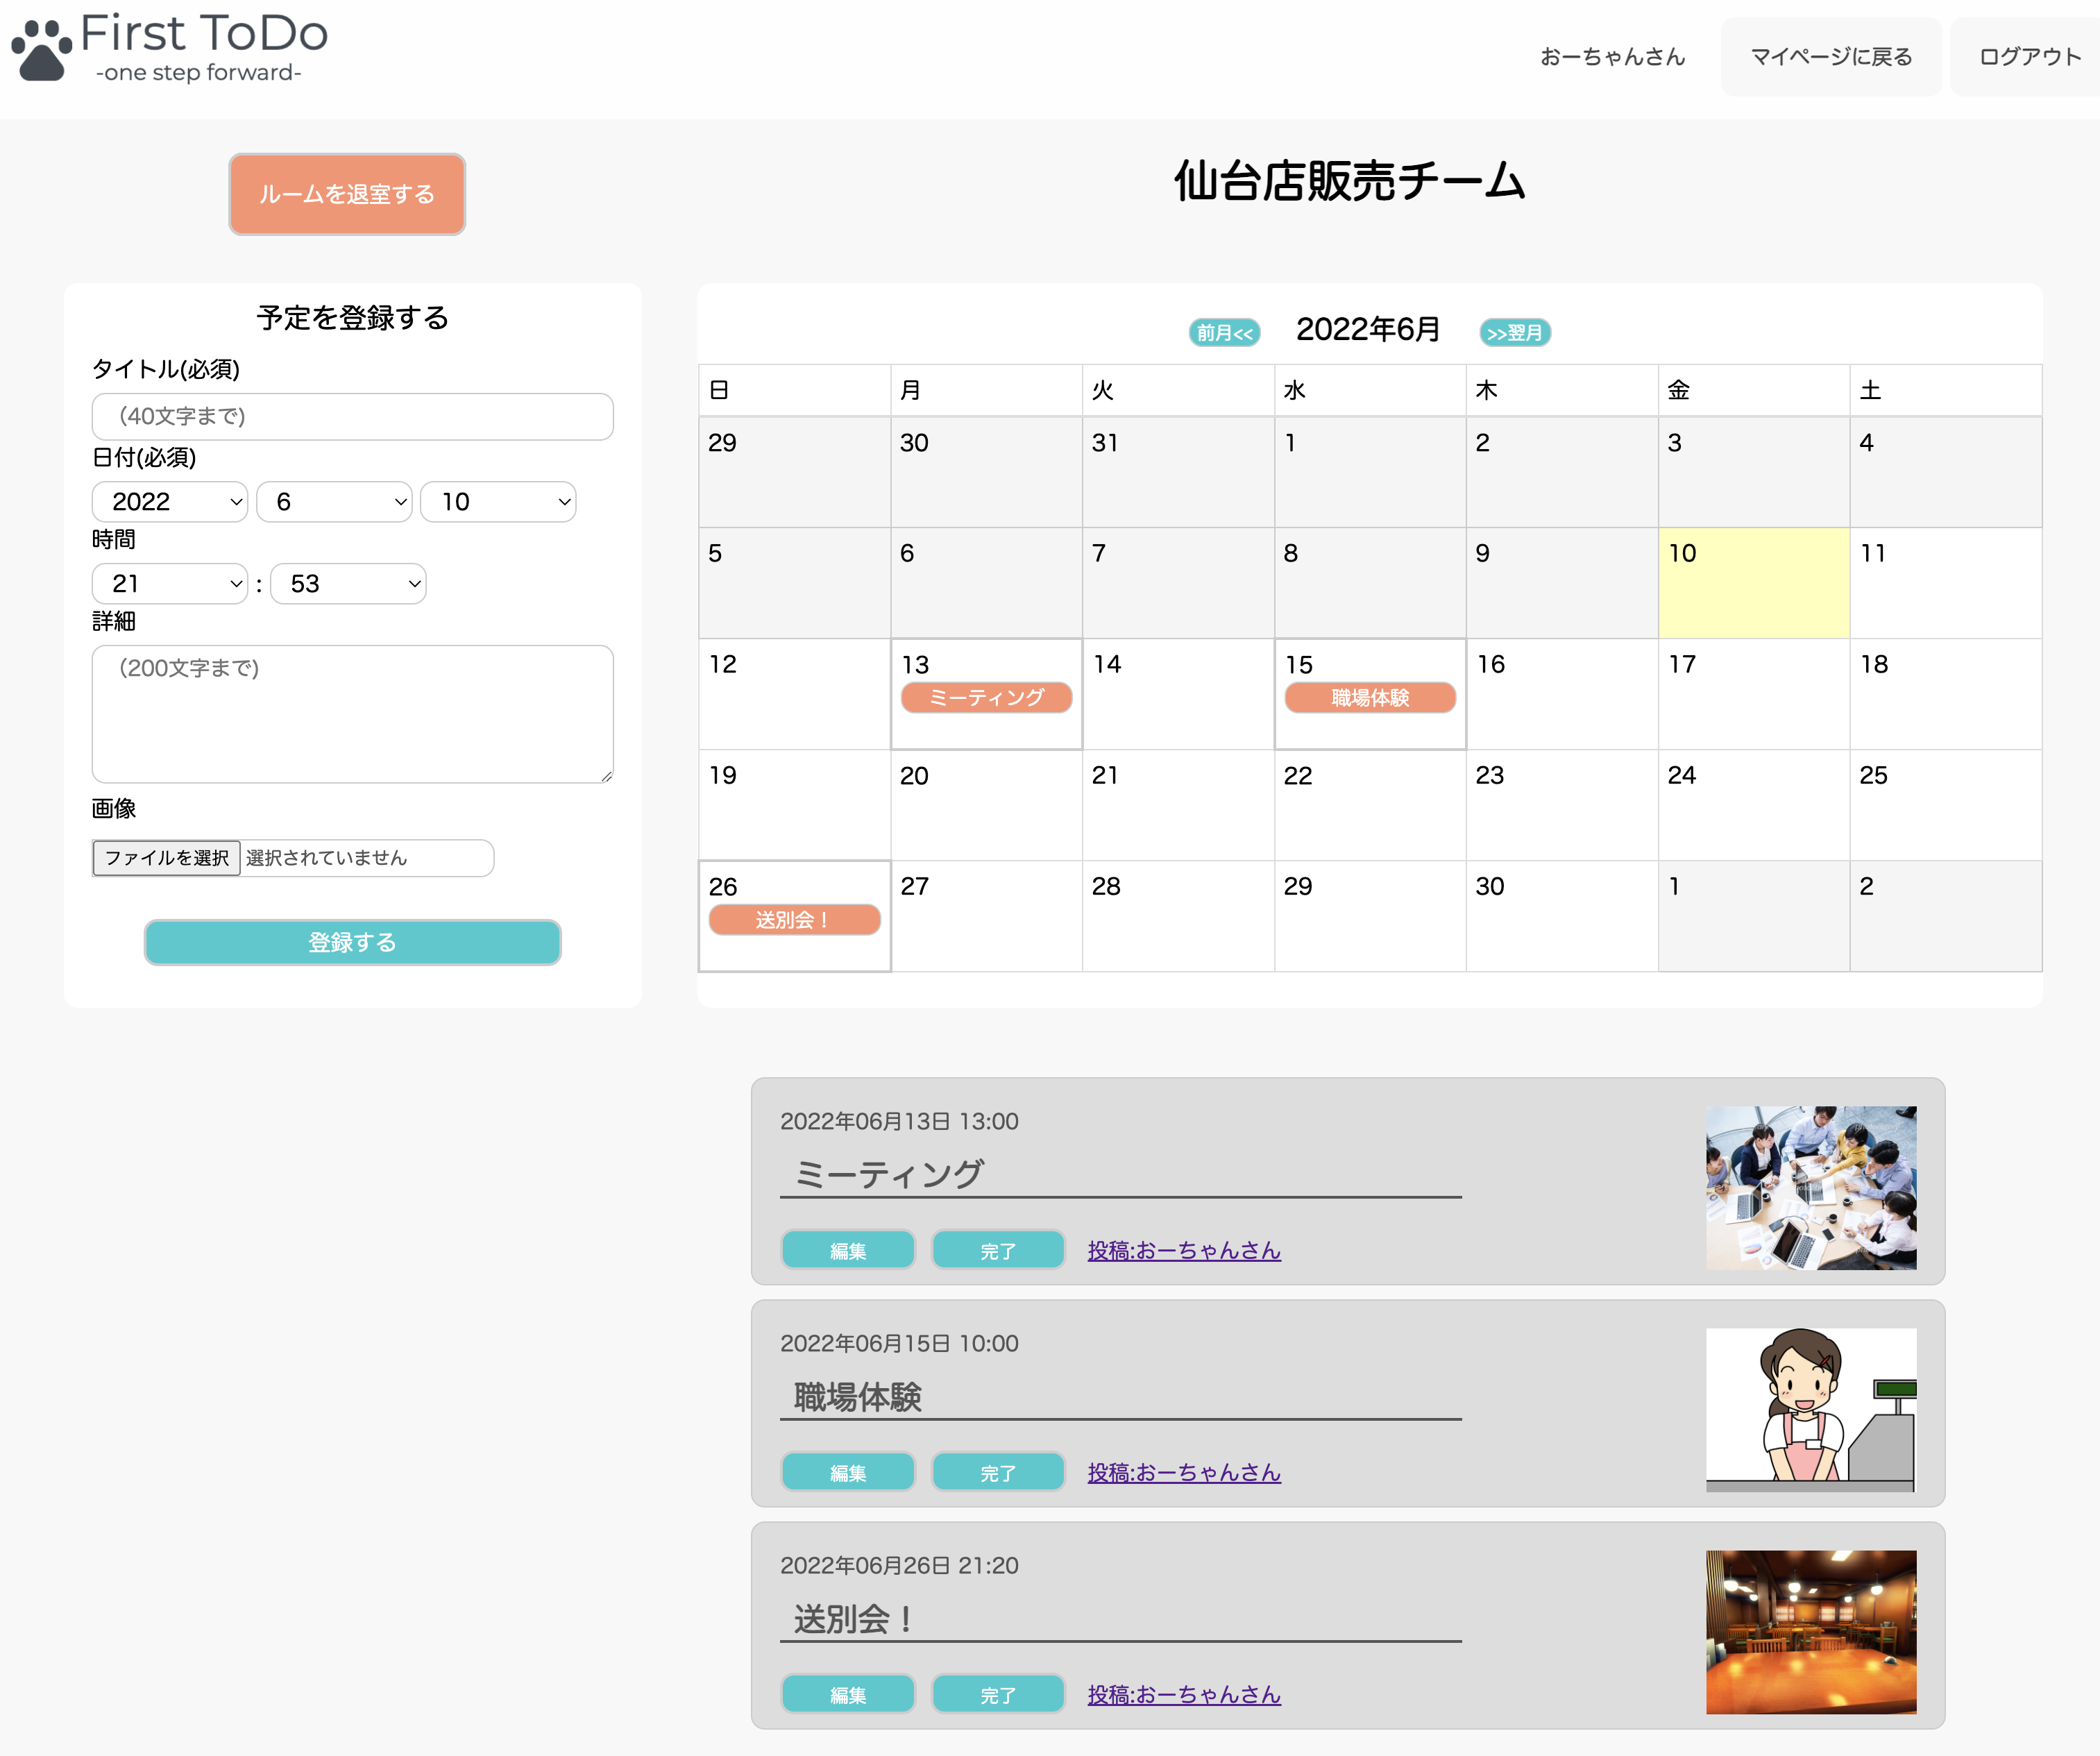 First ToDo
-one step forward-
おーちゃんさん
マイページに戻る
ログアウト
ルームを退室する
仙台店販売チーム
予定を登録する
タイトル(必須)
（40文字まで）
日付(必須)
2022 6 10
時間
21 : 53
詳細
（200文字まで）
画像
ファイルを選択 選択されていません
登録する
前月<< 2022年6月 >>翌月
日 月 火 水 木 金 土
29 30 31 1 2 3 4
5 6 7 8 9 10 11
12 13 14 15 16 17 18
ミーティング 職場体験
19 20 21 22 23 24 25
26 27 28 29 30 1 2
送別会！
2022年06月13日 13:00
ミーティング
編集 完了 投稿:おーちゃんさん
2022年06月15日 10:00
職場体験
編集 完了 投稿:おーちゃんさん
2022年06月26日 21:20
送別会！
編集 完了 投稿:おーちゃんさん